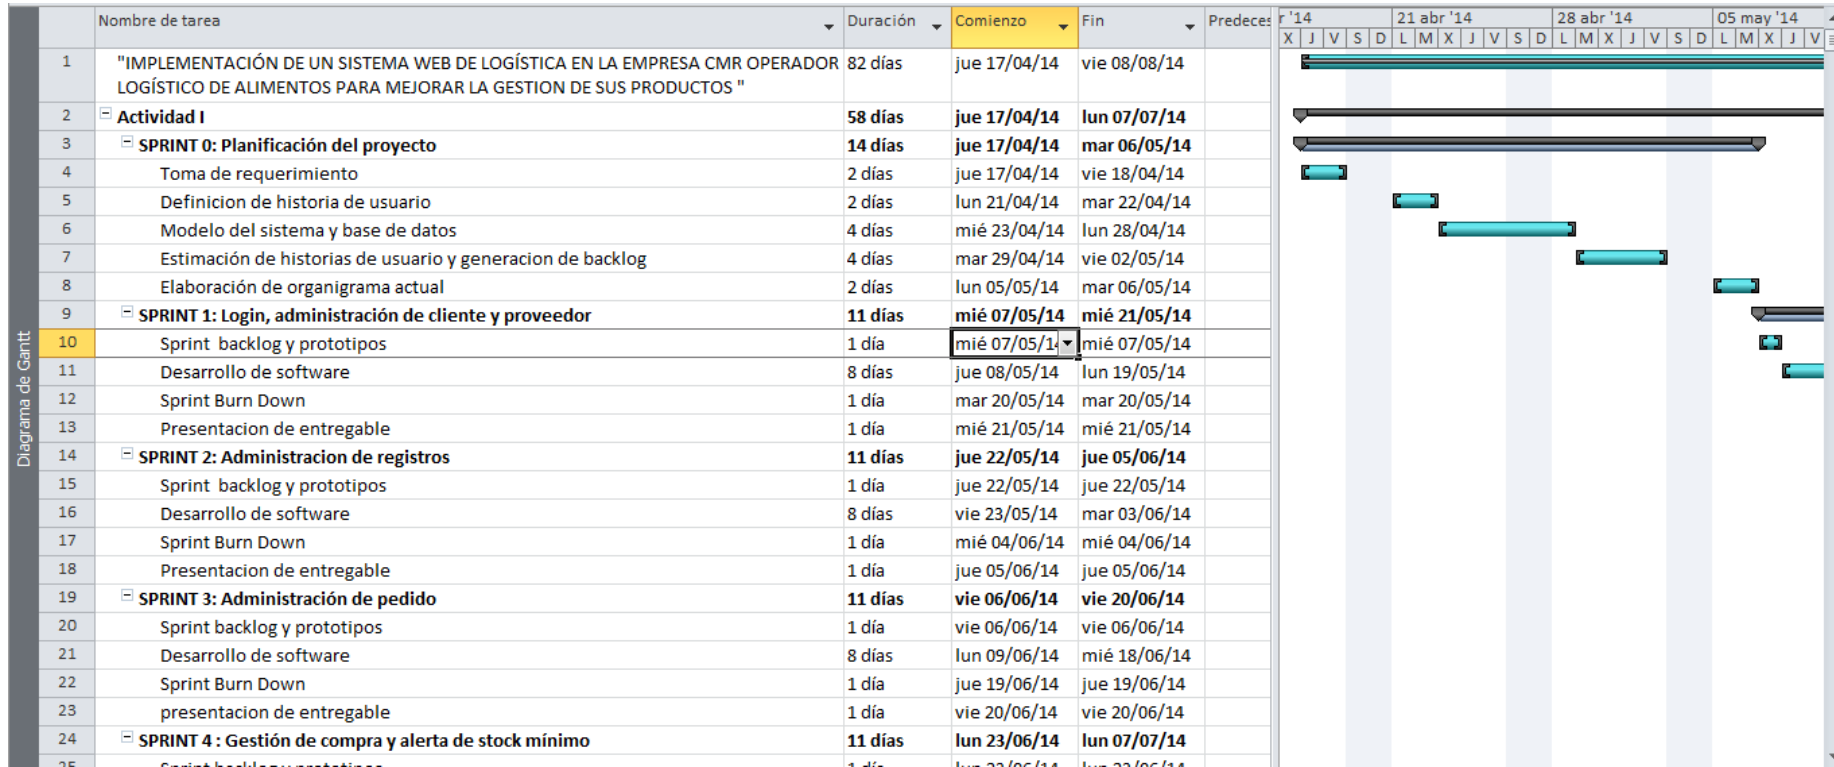 Nombre de tarea Duración Comienzo Fin Predeces r '14 21 abr '14 28 abr '14 05 may '14
X J V S D L M X J V S D L M X J V S D L M X J V
1 "IMPLEMENTACIÓN DE UN SISTEMA WEB DE LOGÍSTICA EN LA EMPRESA CMR OPERADOR 82 días jue 17/04/14 vie 08/08/14
LOGÍSTICO DE ALIMENTOS PARA MEJORAR LA GESTION DE SUS PRODUCTOS "
2 Actividad I 58 días jue 17/04/14 lun 07/07/14
3 SPRINT 0: Planificación del proyecto 14 días jue 17/04/14 mar 06/05/14
4 Toma de requerimiento 2 días jue 17/04/14 vie 18/04/14
5 Definicion de historia de usuario 2 días lun 21/04/14 mar 22/04/14
6 Modelo del sistema y base de datos 4 días mié 23/04/14 lun 28/04/14
7 Estimación de historias de usuario y generacion de backlog 4 días mar 29/04/14 vie 02/05/14
8 Elaboración de organigrama actual 2 días lun 05/05/14 mar 06/05/14
9 SPRINT 1: Login, administración de cliente y proveedor 11 días mié 07/05/14 mié 21/05/14
10 Sprint backlog y prototipos 1 día mié 07/05/14 mié 07/05/14
11 Desarrollo de software 8 días jue 08/05/14 lun 19/05/14
12 Sprint Burn Down 1 día mar 20/05/14 mar 20/05/14
13 Presentacion de entregable 1 día mié 21/05/14 mié 21/05/14
14 SPRINT 2: Administracion de registros 11 días jue 22/05/14 jue 05/06/14
15 Sprint backlog y prototipos 1 día jue 22/05/14 jue 22/05/14
16 Desarrollo de software 8 días vie 23/05/14 mar 03/06/14
17 Sprint Burn Down 1 día mié 04/06/14 mié 04/06/14
18 Presentacion de entregable 1 día jue 05/06/14 jue 05/06/14
19 SPRINT 3: Administración de pedido 11 días vie 06/06/14 vie 20/06/14
20 Sprint backlog y prototipos 1 día vie 06/06/14 vie 06/06/14
21 Desarrollo de software 8 días lun 09/06/14 mié 18/06/14
22 Sprint Burn Down 1 día jue 19/06/14 jue 19/06/14
23 presentacion de entregable 1 día vie 20/06/14 vie 20/06/14
24 SPRINT 4 : Gestión de compra y alerta de stock mínimo 11 días lun 23/06/14 lun 07/07/14
Diagrama de Gantt